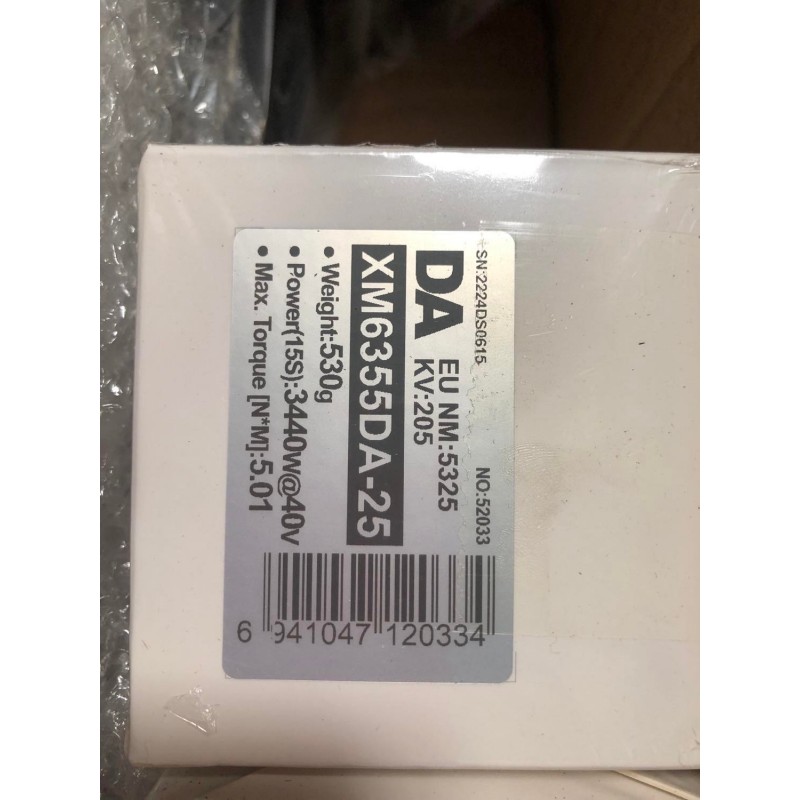 SN:2224DS0615 NO:52033
DA EU NM:5325
KV:205
XM6355DA-25
• Weight:530g
• Power(15S):3440w@40v
• Max. Torque [N*M]:5.01
6 941047 120334